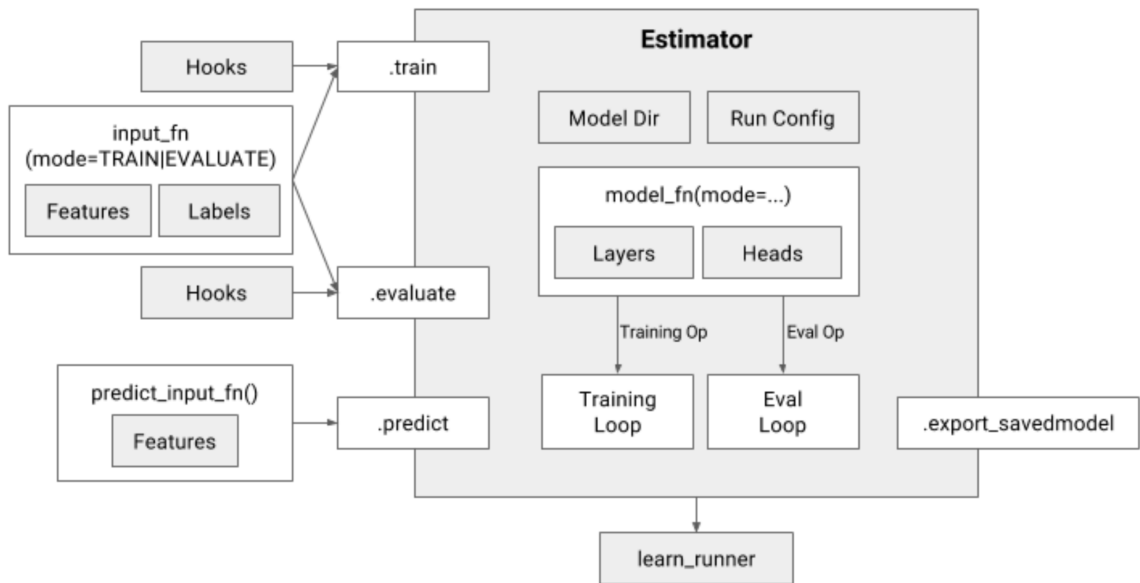 Estimator
Hooks
.train
input_fn
(mode=TRAIN|EVALUATE)
Features
Labels
Hooks
.evaluate
predict_input_fn()
Features
.predict
Model Dir
Run Config
model_fn(mode=...)
Layers
Heads
Training Op
Eval Op
Training
Loop
Eval
Loop
.export_savedmodel
learn_runner